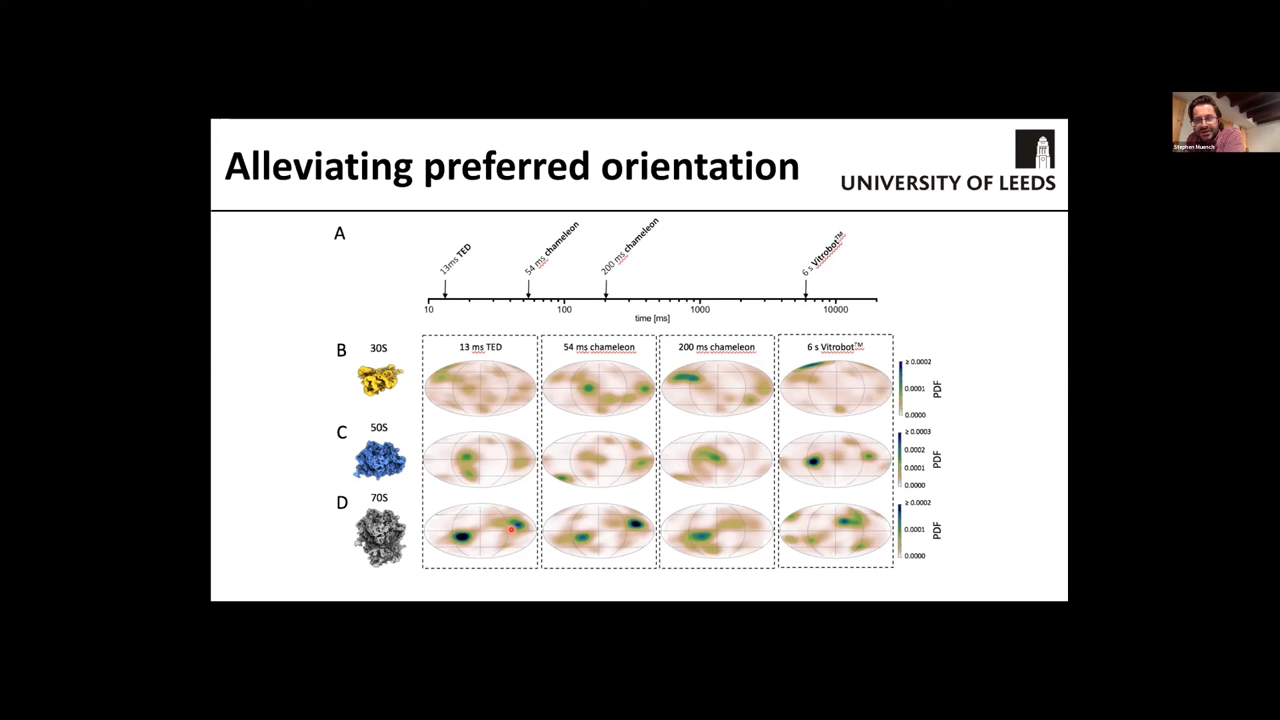 Alleviating preferred orientation
UNIVERSITY OF LEEDS
Stephen Muench
A
13ms TED
54 ms chameleon
200 ms chameleon
6 s Vitrobot™
10 100 1000 10000
time [ms]
13 ms TED 54 ms chameleon 200 ms chameleon 6 s Vitrobot™
B 30S
≥ 0.0002
0.0001
0.0000
PDF
C 50S
≥ 0.0003
0.0002
0.0001
0.0000
PDF
D 70S
≥ 0.0002
0.0001
0.0000
PDF